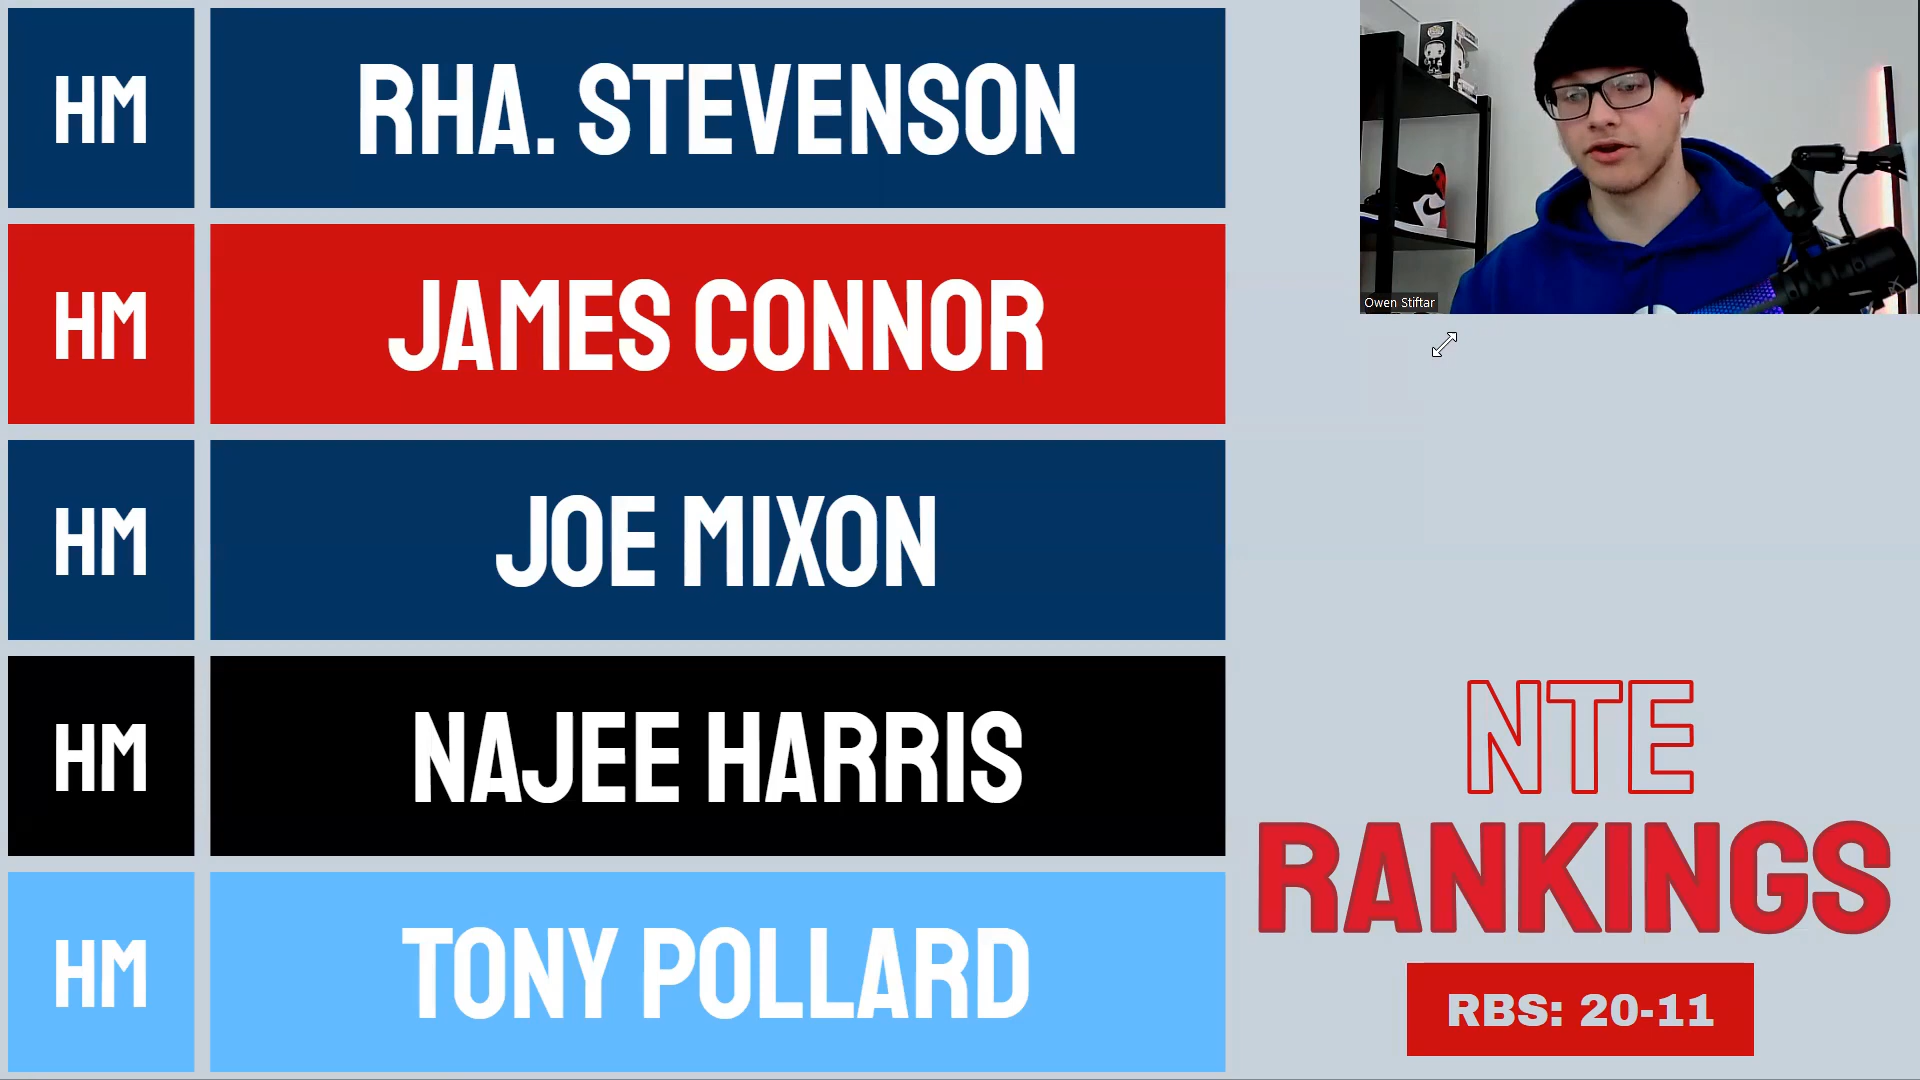 HM RHA. STEVENSON
HM JAMES CONNOR
HM JOE MIXON
HM NAJEE HARRIS
HM TONY POLLARD
Owen Stiftar
NTE
RANKINGS
RBS: 20-11